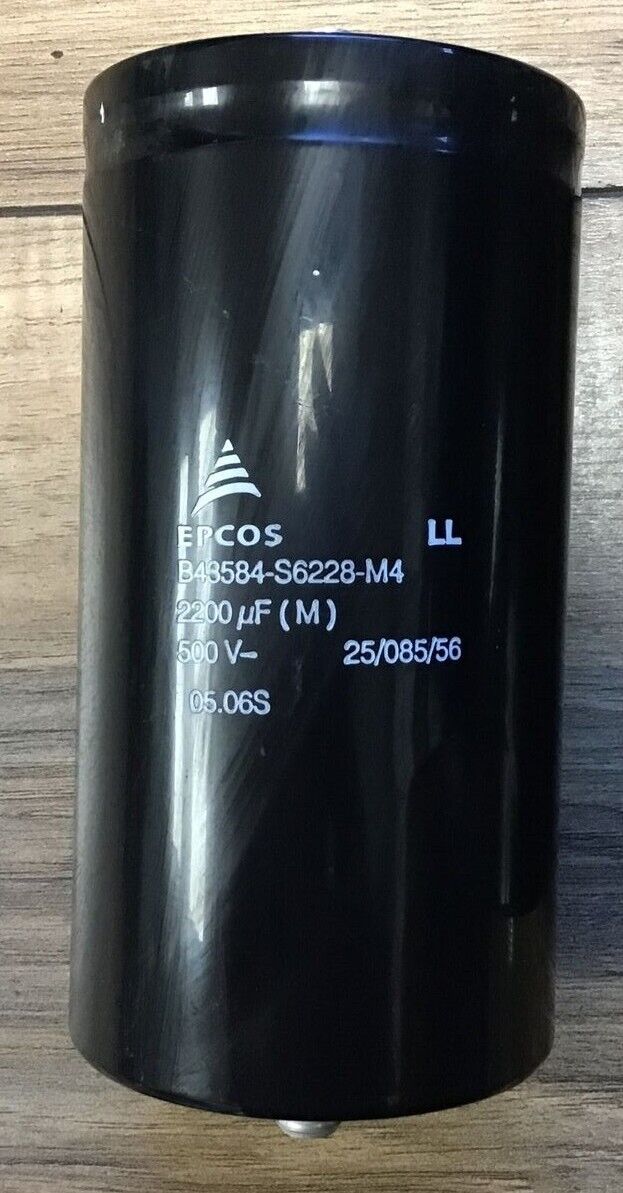 EPCOS LL
B43584-S6228-M4
2200 µF (M)
500 V– 25/085/56
05.06S